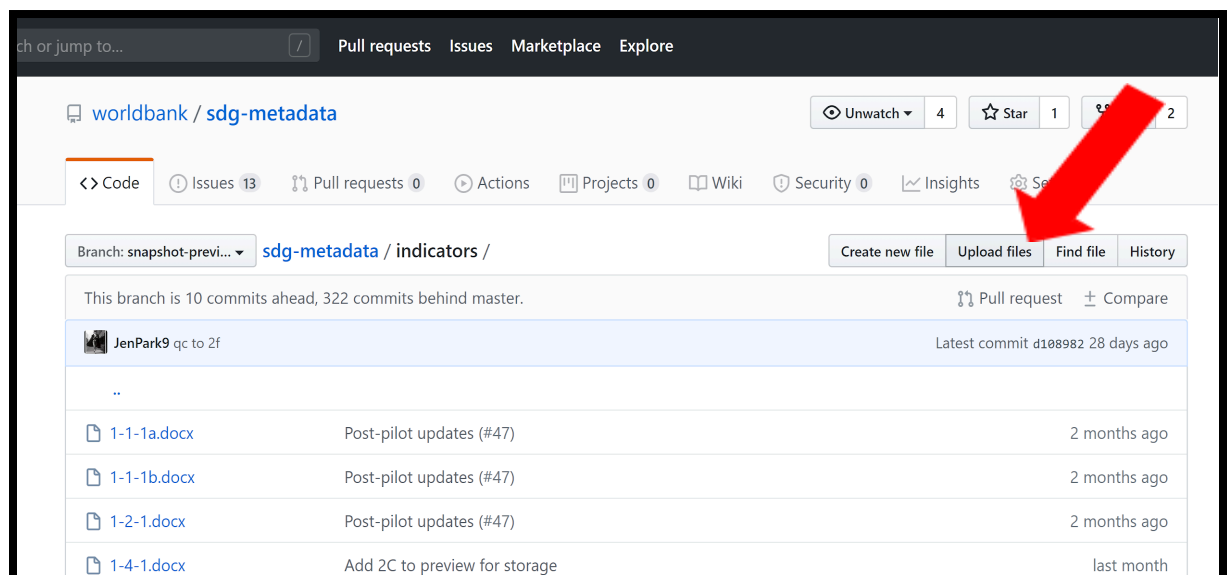 ch or jump to... / Pull requests Issues Marketplace Explore
worldbank / sdg-metadata Unwatch 4 Star 1 2
Code Issues 13 Pull requests 0 Actions Projects 0 Wiki Security 0 Insights Se
Branch: snapshot-previ... sdg-metadata / indicators / Create new file Upload files Find file History
This branch is 10 commits ahead, 322 commits behind master. Pull request Compare
JenPark9 qc to 2f Latest commit d108982 28 days ago
..
1-1-1a.docx Post-pilot updates (#47) 2 months ago
1-1-1b.docx Post-pilot updates (#47) 2 months ago
1-2-1.docx Post-pilot updates (#47) 2 months ago
1-4-1.docx Add 2C to preview for storage last month